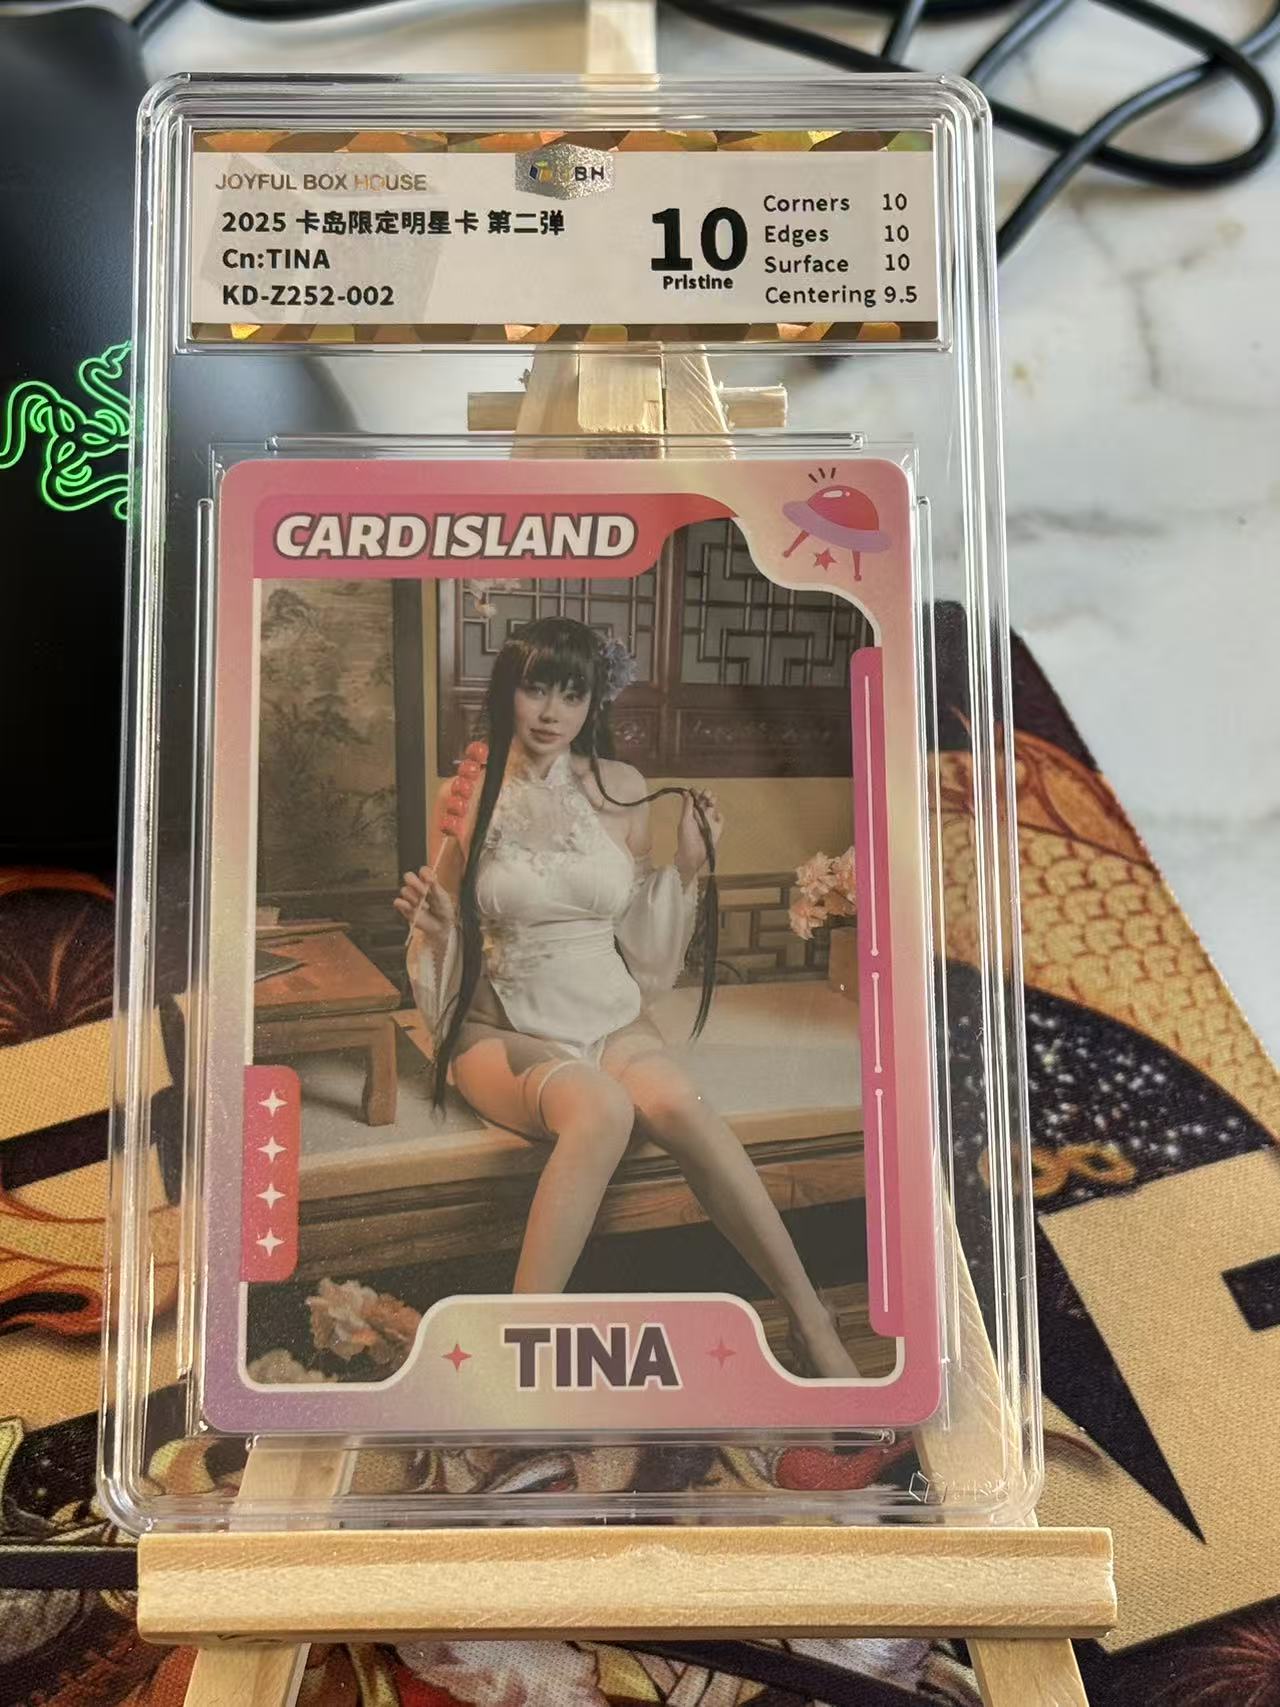 JOYFUL BOX HOUSE
JBH
2025 卡岛限定明星卡 第二弹
Cn:TINA
KD-Z252-002
10
Pristine
Corners 10
Edges 10
Surface 10
Centering 9.5
CARD ISLAND
TINA